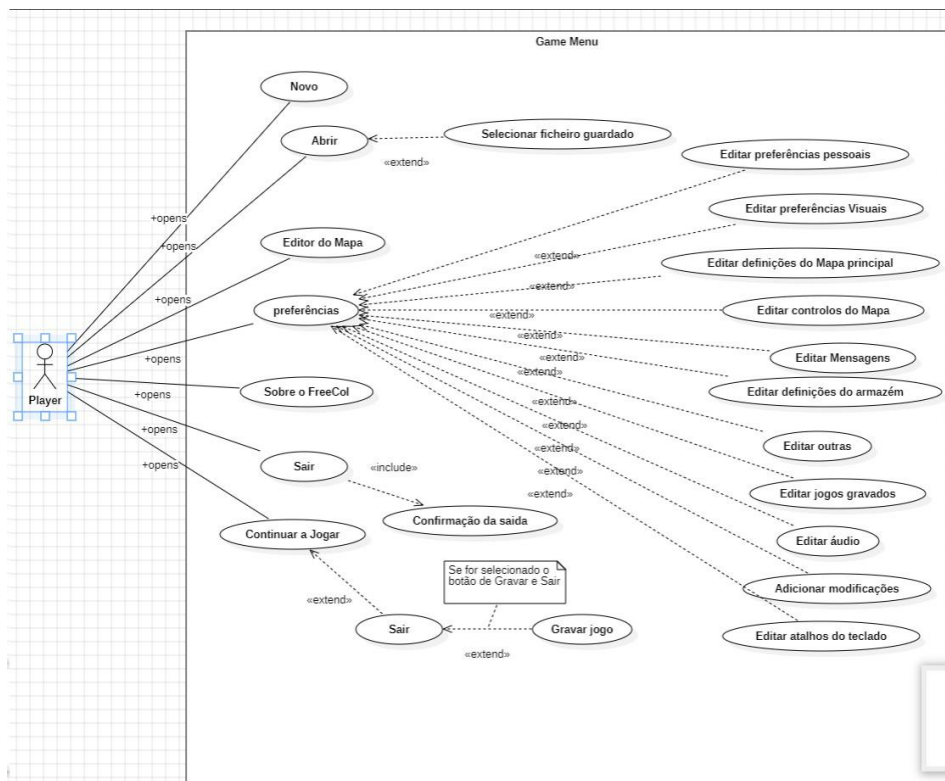 Game Menu
Novo
Abrir
«extend»
Selecionar ficheiro guardado
Editar preferências pessoais
Editar preferências Visuais
Editar definições do Mapa principal
Editar controlos do Mapa
Editar Mensagens
Editar definições do armazém
Editar outras
Editar jogos gravados
Editar áudio
Adicionar modificações
Editar atalhos do teclado
«extend»
«extend»
«extend»
«extend»
«extend»
«extend»
«extend»
«extend»
«extend»
«extend»
«extend»
+opens
+opens
+opens
+opens
+opens
+opens
+opens
Editor do Mapa
preferências
Player
Sobre o FreeCol
Sair
«include»
Confirmação da saida
Continuar a Jogar
«extend»
Se for selecionado o
botão de Gravar e Sair
Sair
Gravar jogo
«extend»